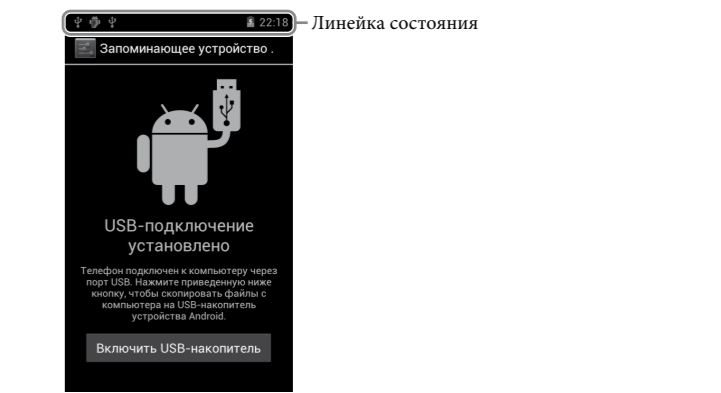 22:18
Линейка состояния
Запоминающее устройство .
USB-подключение
установлено
Телефон подключен к компьютеру через
порт USB. Нажмите приведенную ниже
кнопку, чтобы скопировать файлы с
компьютера на USB-накопитель
устройства Android.
Включить USB-накопитель